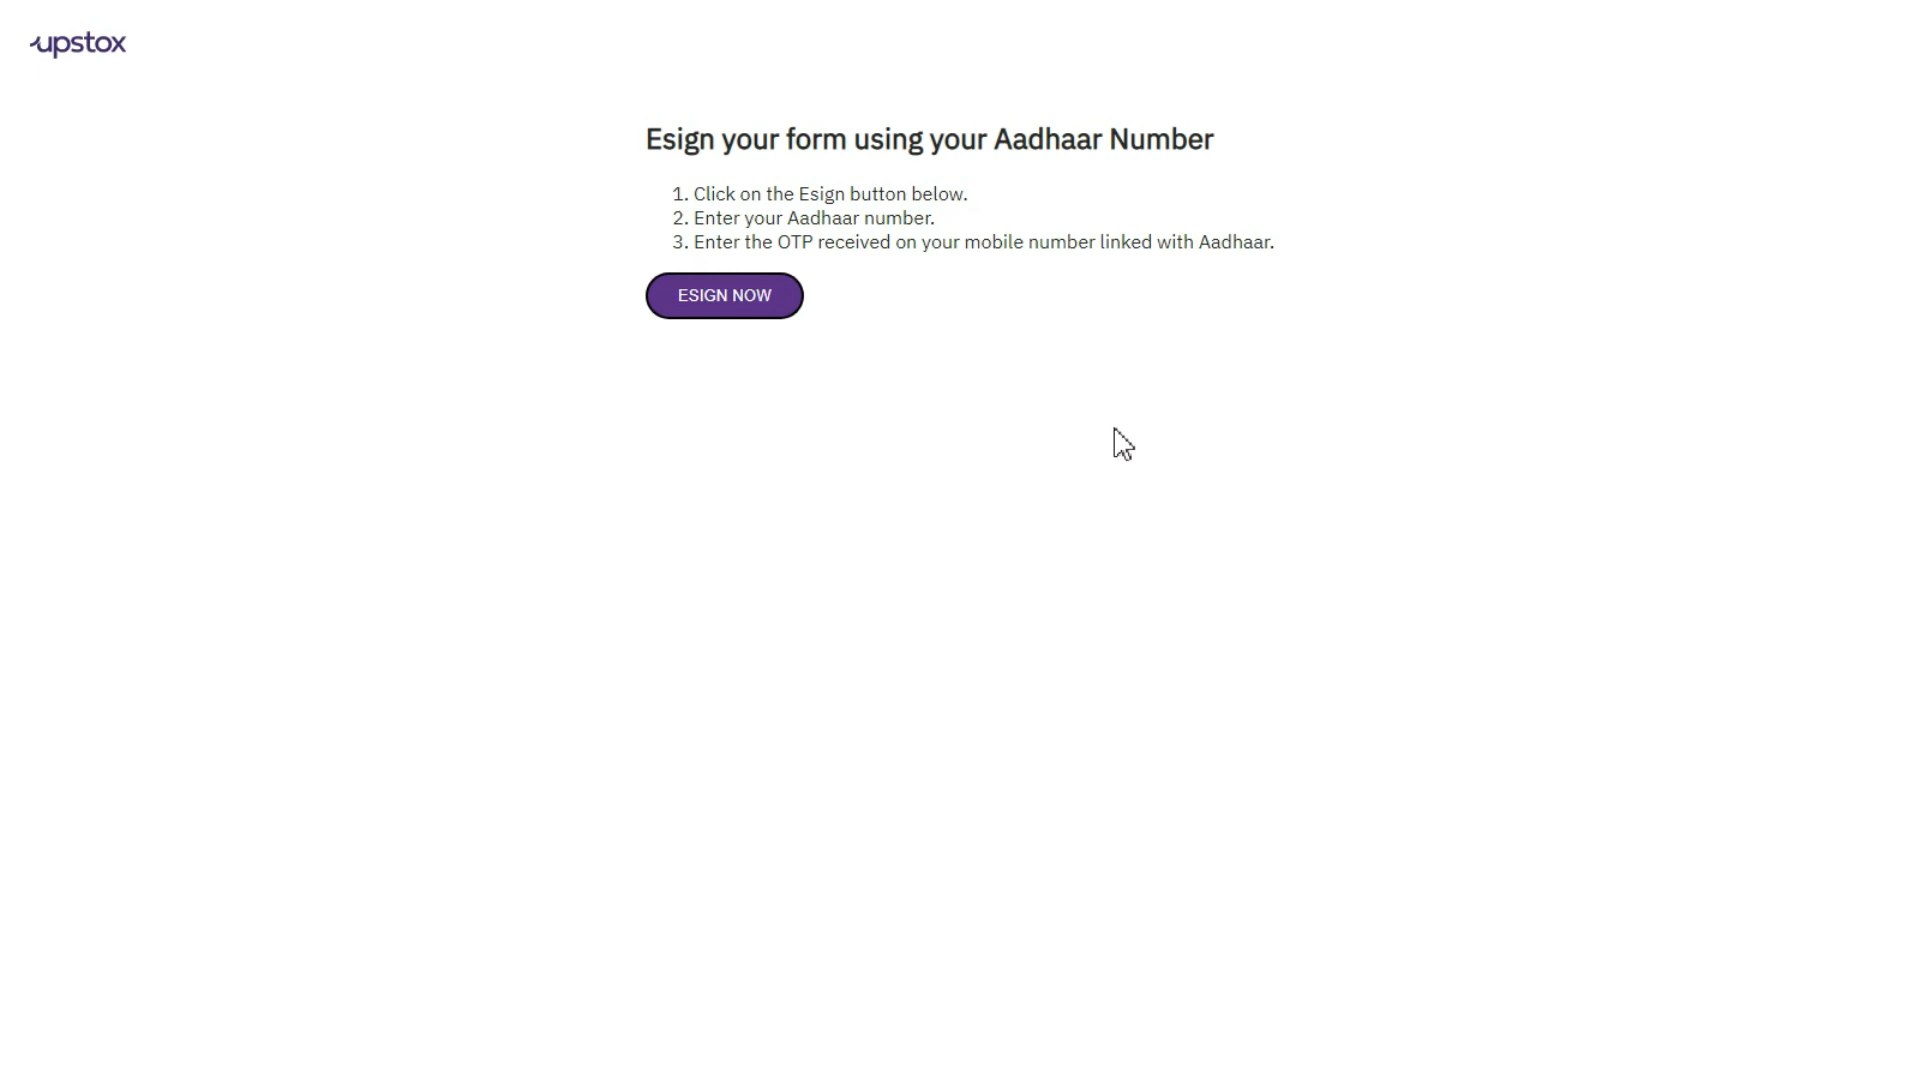 upstox
Esign your form using your Aadhaar Number
1. Click on the Esign button below.
2. Enter your Aadhaar number.
3. Enter the OTP received on your mobile number linked with Aadhaar.
ESIGN NOW